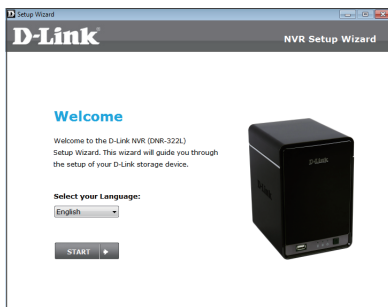 Setup Wizard
D-Link
NVR Setup Wizard
Welcome
Welcome to the D-Link NVR (DNR-322L)
Setup Wizard. This wizard will guide you through
the setup of your D-Link storage device.
Select your Language:
English
START
D-Link
D-Link